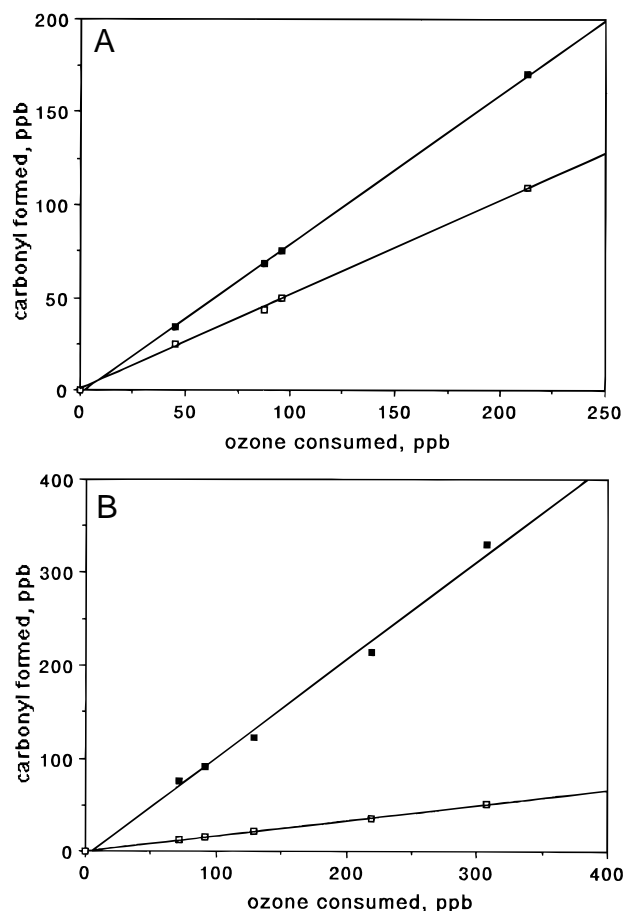 A
200
150
100
50
0
carbonyl formed, ppb
0 50 100 150 200 250
ozone consumed, ppb
B
400
300
200
100
0
carbonyl formed, ppb
0 100 200 300 400
ozone consumed, ppb